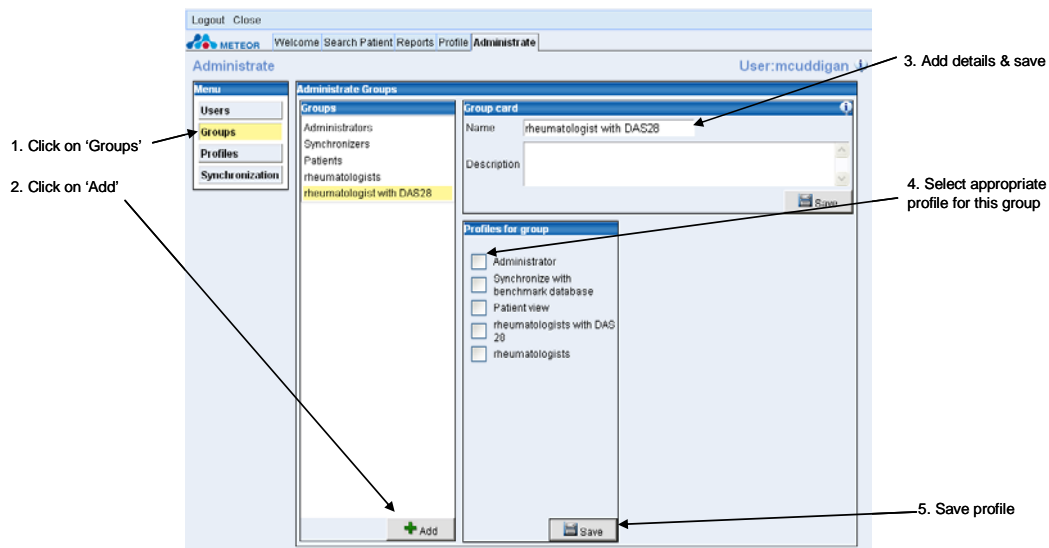 Logout Close
METEOR Welcome Search Patient Reports Profile Administrate
Administrate
User:mcuddigan
3. Add details & save
Menu
Users
Groups
Profiles
Synchronization
1. Click on 'Groups'
2. Click on 'Add'
Administrate Groups
Groups
Administrators
Synchronizers
Patients
rheumatologists
rheumatologist with DAS28
Add
Group card
Name rheumatologist with DAS28
Description
Save
4. Select appropriate
profile for this group
Profiles for group
Administrator
Synchronize with
benchmark database
Patient view
rheumatologists with DAS
28
rheumatologists
Save
5. Save profile